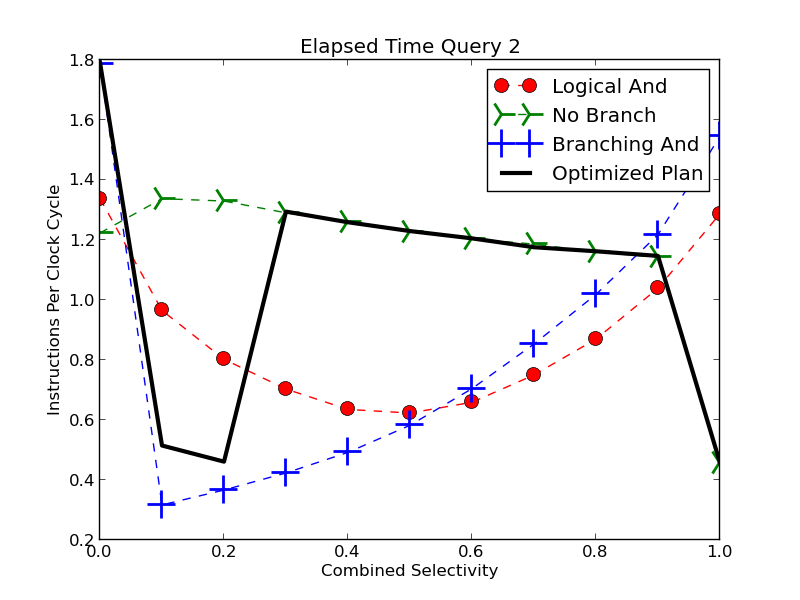 Elapsed Time Query 2
1.8
1.6
1.4
1.2
1.0
0.8
0.6
0.4
0.2
Instructions Per Clock Cycle
Logical And
No Branch
Branching And
Optimized Plan
0.0 0.2 0.4 0.6 0.8 1.0
Combined Selectivity